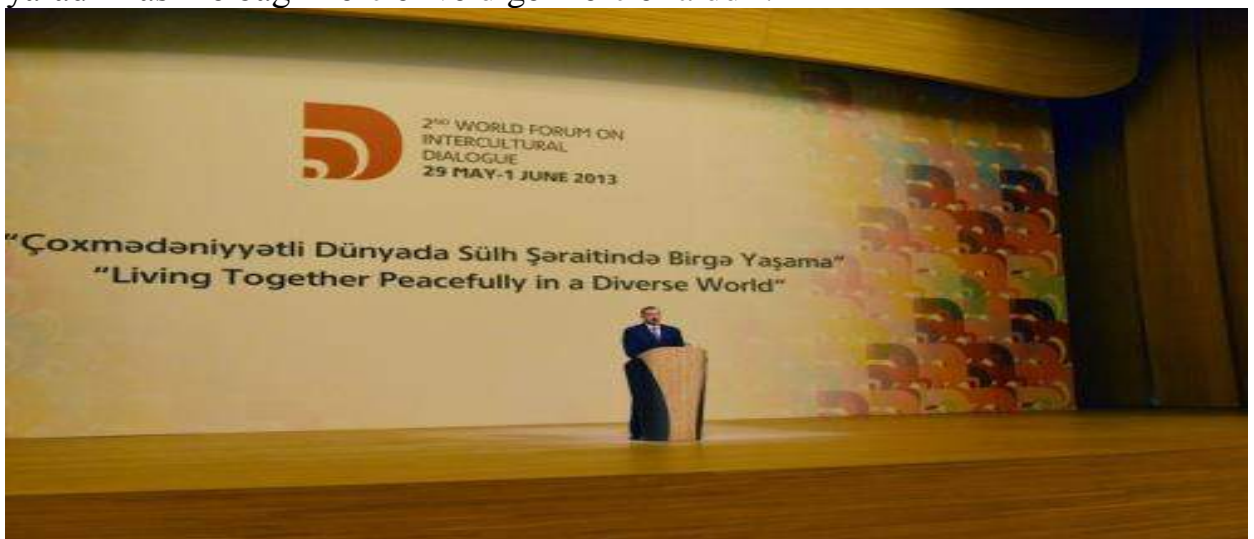 2ND WORLD FORUM ON
INTERCULTURAL
DIALOGUE
29 MAY-1 JUNE 2013
"Çoxmədəniyyətli Dünyada Sülh Şəraitində Birgə Yaşama"
"Living Together Peacefully in a Diverse World"